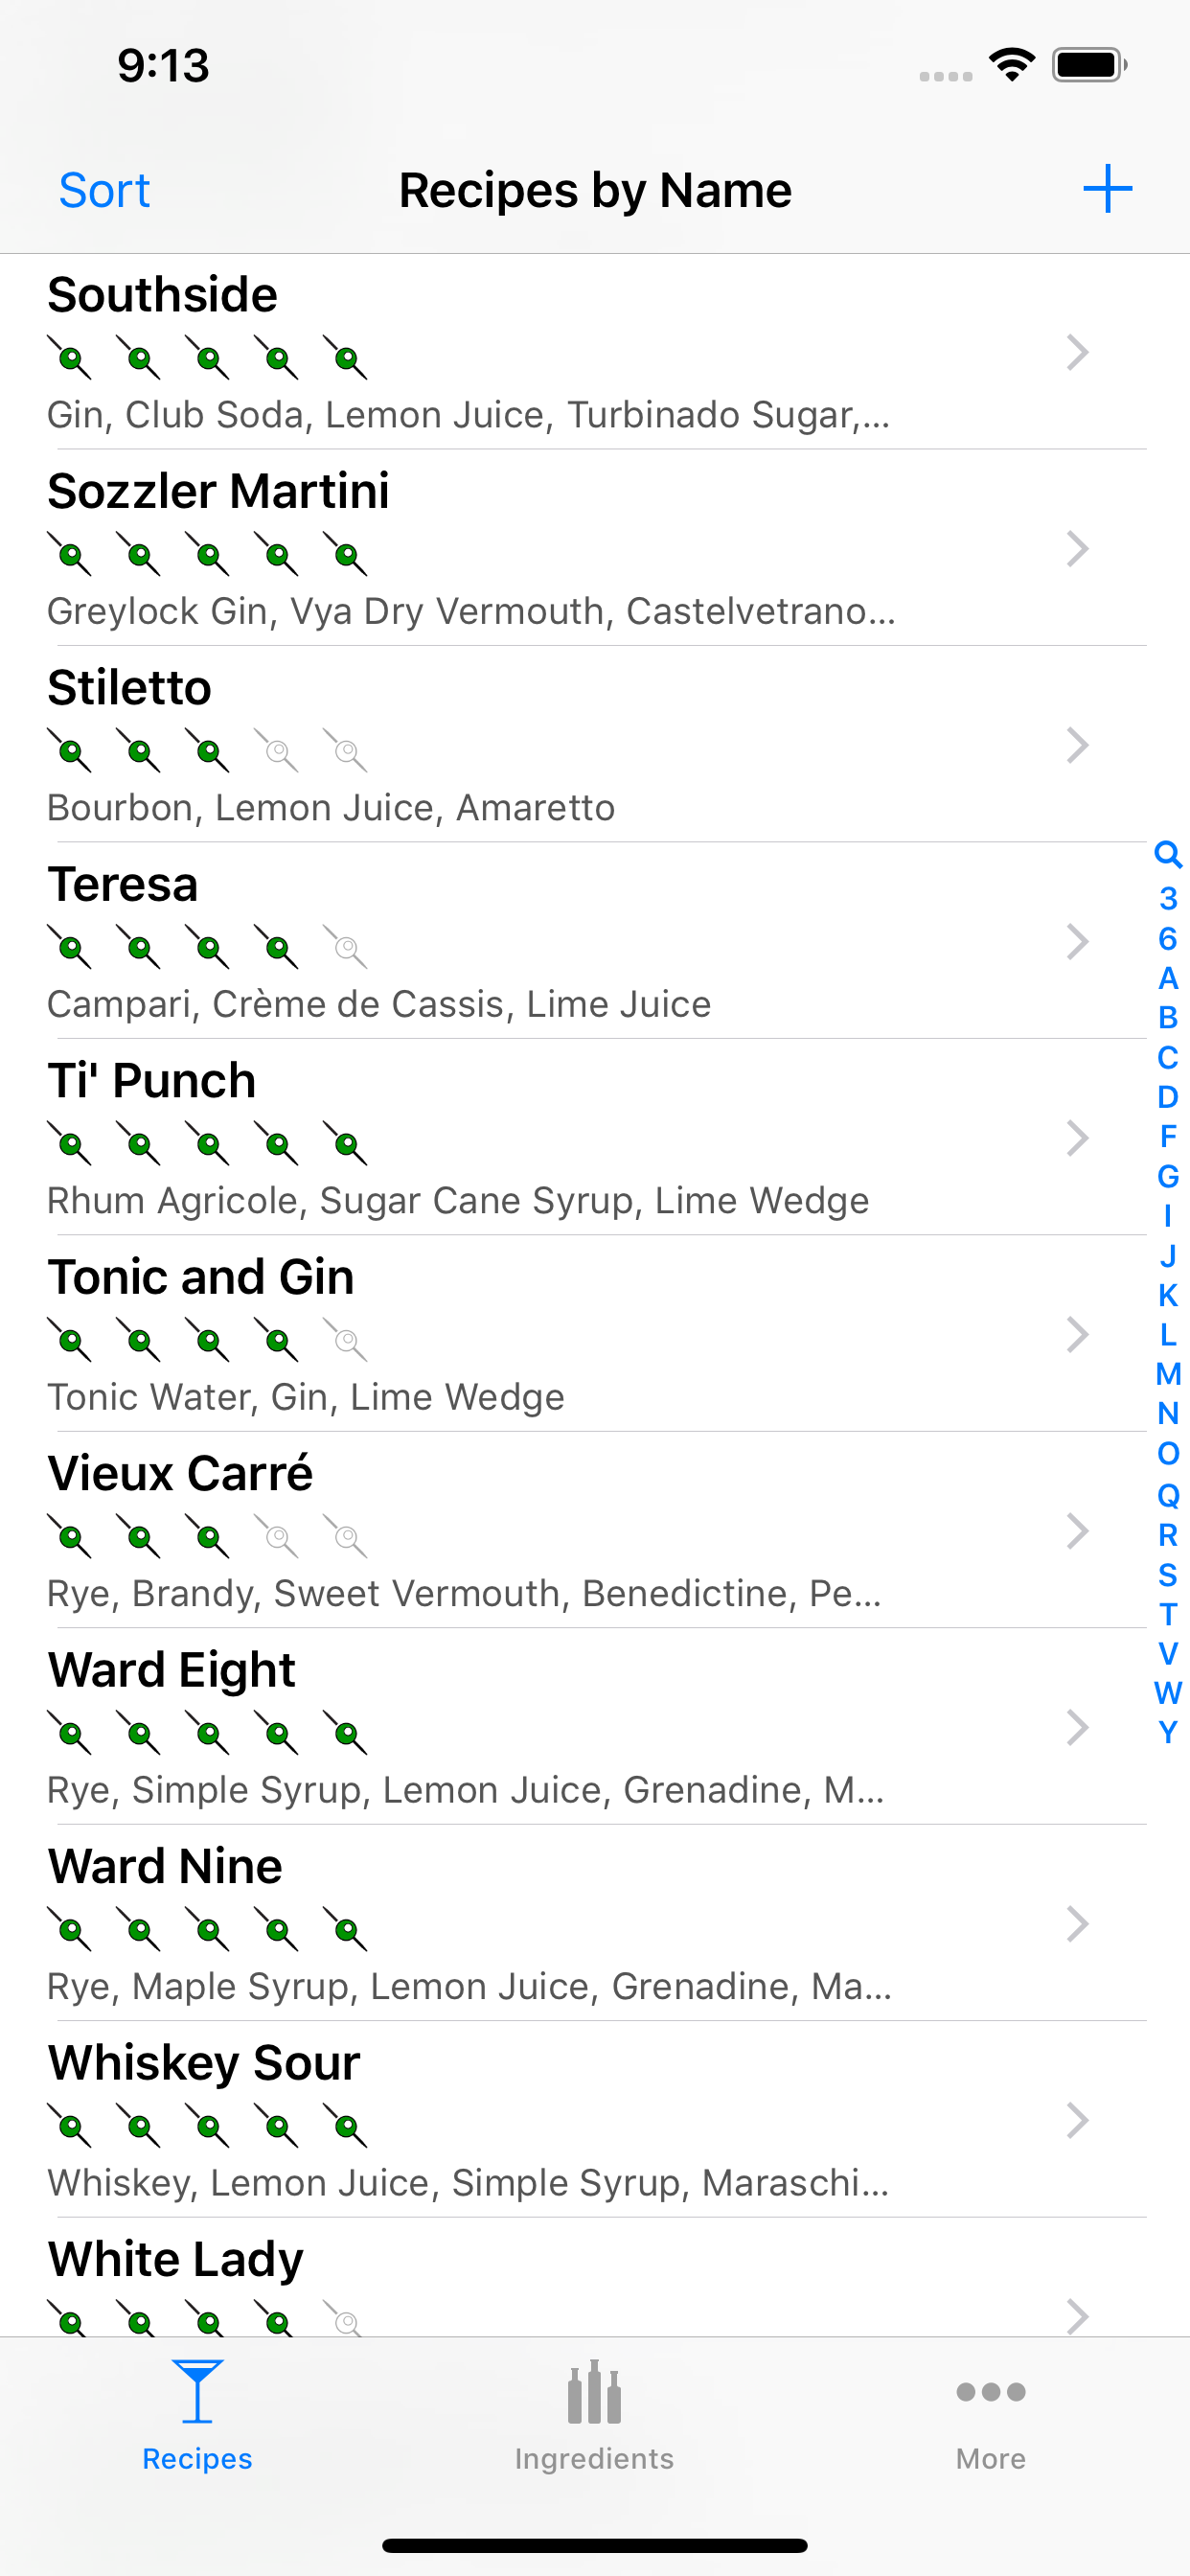 9:13
Sort
Recipes by Name
Southside
Gin, Club Soda, Lemon Juice, Turbinado Sugar,...
Sozzler Martini
Greylock Gin, Vya Dry Vermouth, Castelvetrano...
Stiletto
Bourbon, Lemon Juice, Amaretto
Teresa
Campari, Crème de Cassis, Lime Juice
Ti' Punch
Rhum Agricole, Sugar Cane Syrup, Lime Wedge
Tonic and Gin
Tonic Water, Gin, Lime Wedge
Vieux Carré
Rye, Brandy, Sweet Vermouth, Benedictine, Pe...
Ward Eight
Rye, Simple Syrup, Lemon Juice, Grenadine, M...
Ward Nine
Rye, Maple Syrup, Lemon Juice, Grenadine, Ma...
Whiskey Sour
Whiskey, Lemon Juice, Simple Syrup, Maraschi...
White Lady
3
6
A
B
C
D
F
G
I
J
K
L
M
N
O
Q
R
S
T
V
W
Y
Recipes
Ingredients
More